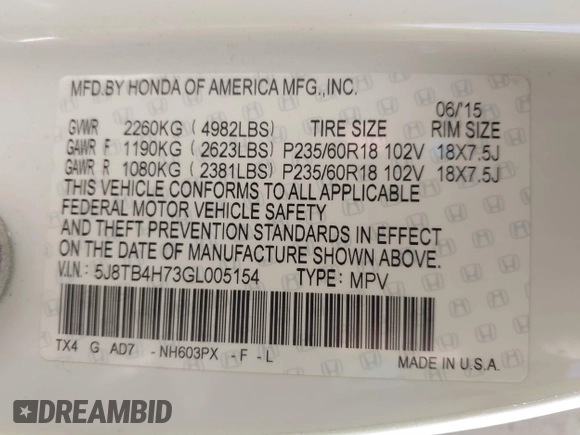 MFD.BY HONDA OF AMERICA MFG.,INC.
06/'15
GVWR 2260KG ( 4982LBS) TIRE SIZE RIM SIZE
GAWR F 1190KG ( 2623LBS) P235/60R18 102V 18X7.5J
GAWR R 1080KG ( 2381LBS) P235/60R18 102V 18X7.5J
THIS VEHICLE CONFORMS TO ALL APPLICABLE
FEDERAL MOTOR VEHICLE SAFETY
AND THEFT PREVENTION STANDARDS IN EFFECT
ON THE DATE OF MANUFACTURE SHOWN ABOVE.
V.I.N.: 5J8TB4H73GL005154 TYPE: MPV
TX4 G AD7 - NH603PX - F - L
MADE IN U.S.A.
DREAMBID